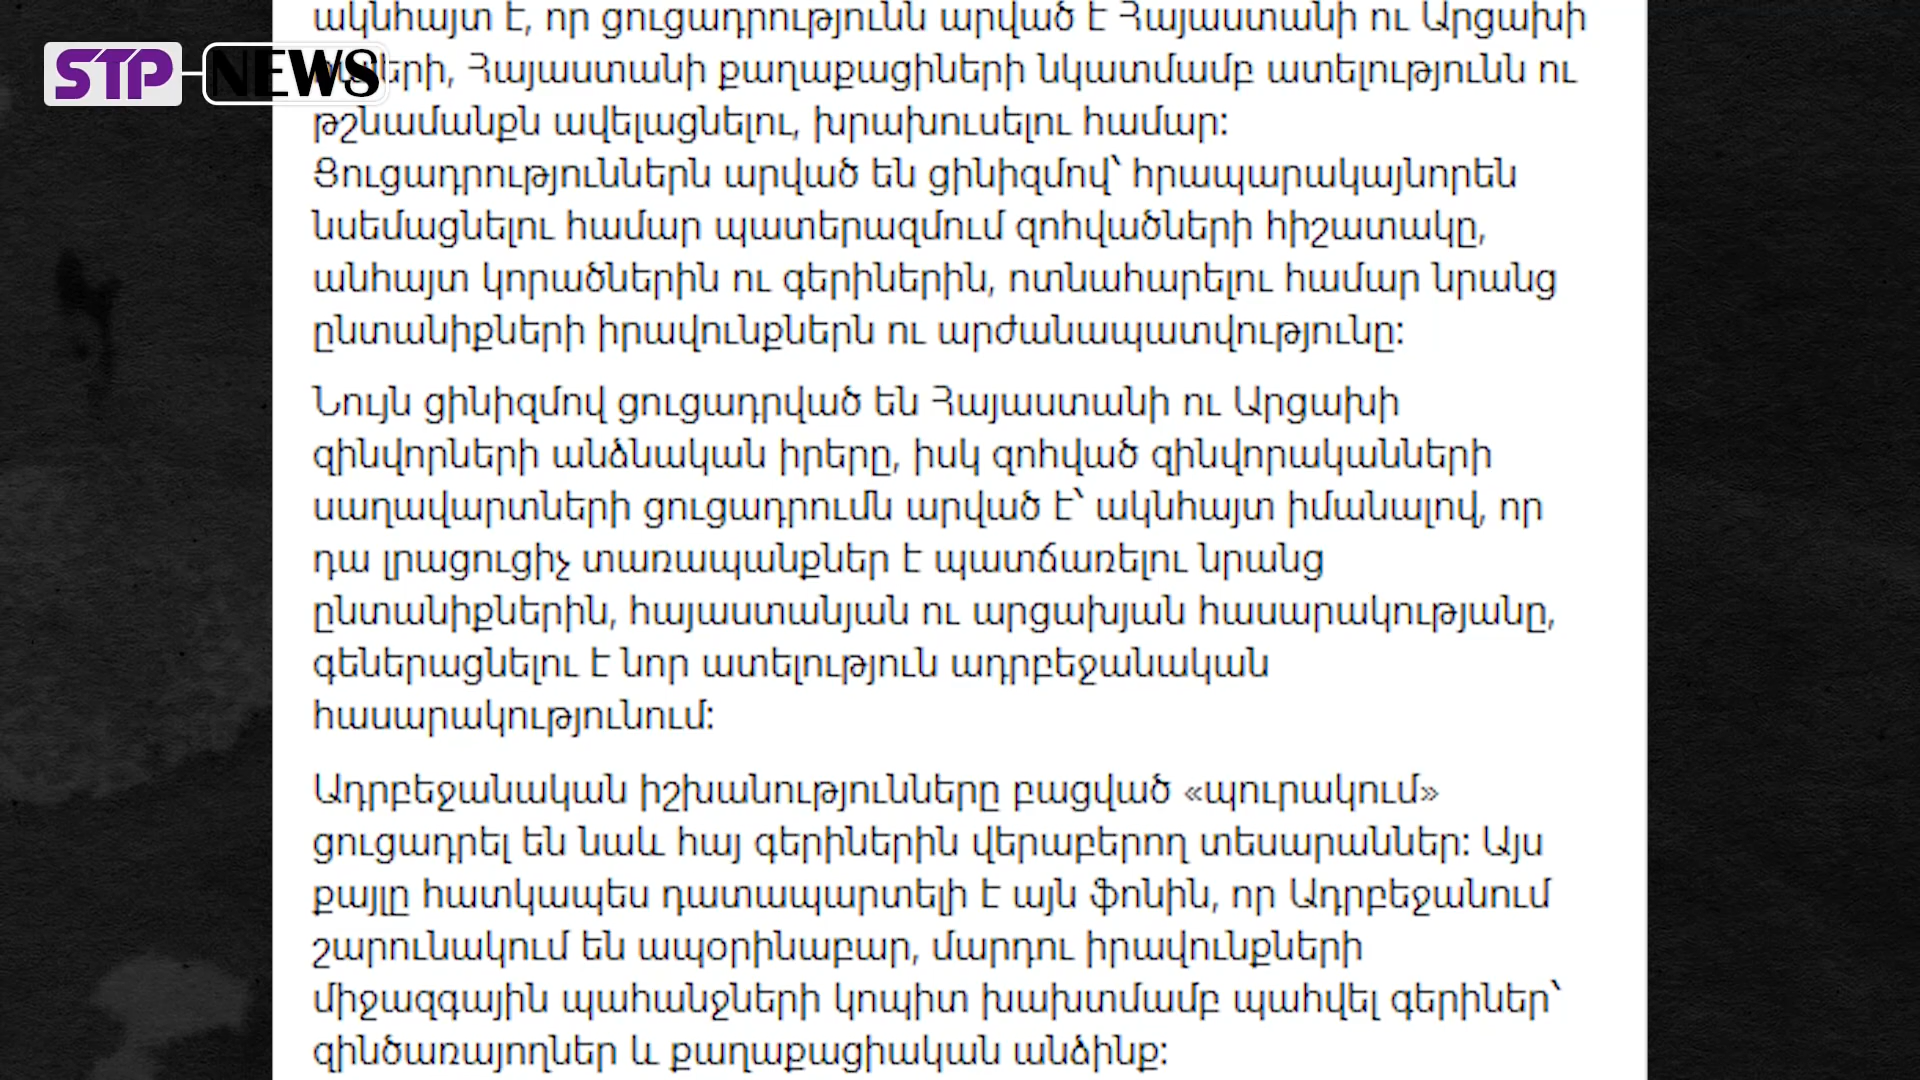 STP NEWS
ակնհայտ է, որ ցուցադրությունն արված է Հայաստանի ու Արցախի
երի, Հայաստանի քաղաքացիների նկատմամբ ատելությունն ու
թշնամանքն ավելացնելու, խրախուսելու համար:
Ցուցադրություններն արված են ցինիզմով՝ հրապարակայնորեն
նսեմացնելու համար պատերազմում զոհվածների հիշատակը,
անհայտ կորածներին ու գերիներին, ոտնահարելու համար նրանց
ընտանիքների իրավունքներն ու արժանապատվությունը:
Նույն ցինիզմով ցուցադրված են Հայաստանի ու Արցախի
զինվորների անձնական իրերը, իսկ զոհված զինվորականների
սաղավարտների ցուցադրումն արված է՝ ակնհայտ իմանալով, որ
դա լրացուցիչ տառապանքներ է պատճառելու նրանց
ընտանիքներին, հայաստանյան ու արցախյան հասարակությանը,
գեներացնելու է նոր ատելություն ադրբեջանական
հասարակությունում:
Ադրբեջանական իշխանությունները բացված «պուրակում»
ցուցադրել են նաև հայ գերիներին վերաբերող տեսարաններ: Այս
քայլը հատկապես դատապարտելի է այն ֆոնին, որ Ադրբեջանում
շարունակում են ապօրինաբար, մարդու իրավունքների
միջազգային պահանջների կոպիտ խախտմամբ պահվել գերիներ՝
զինծառայողներ և քաղաքացիական անձինք: